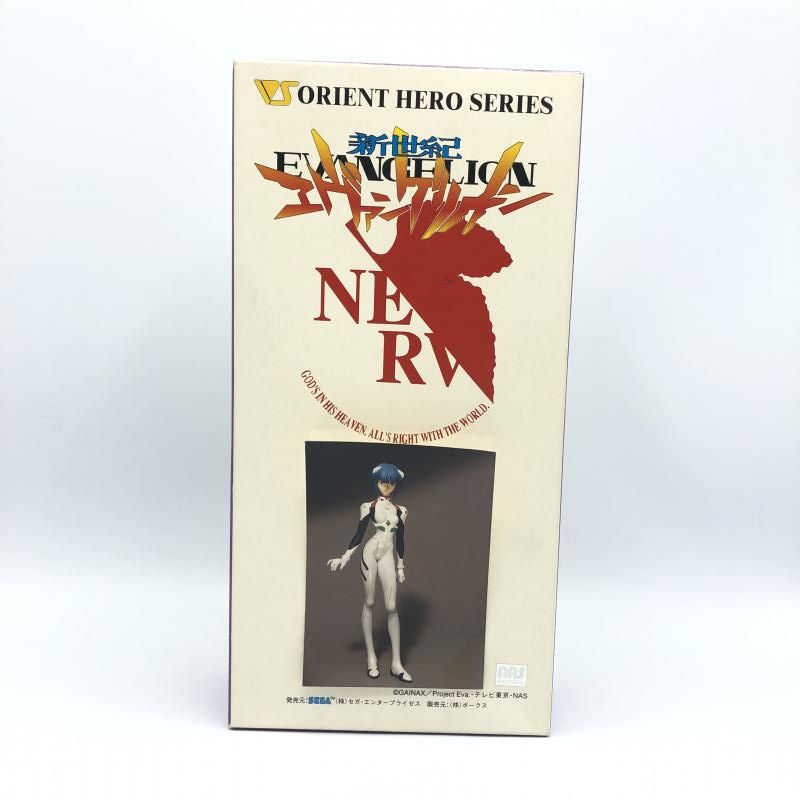 VS ORIENT HERO SERIES
新世紀
EVANGELION
エヴァンゲリオン
NE
RV
GOD'S IN HIS HEAVEN. ALL'S RIGHT WITH THE WORLD.
nas
©GAINAX／Project Eva.・テレビ東京・NAS
発売元：SEGA™（株）セガ・エンタープライゼス 販売元：（株）ボークス